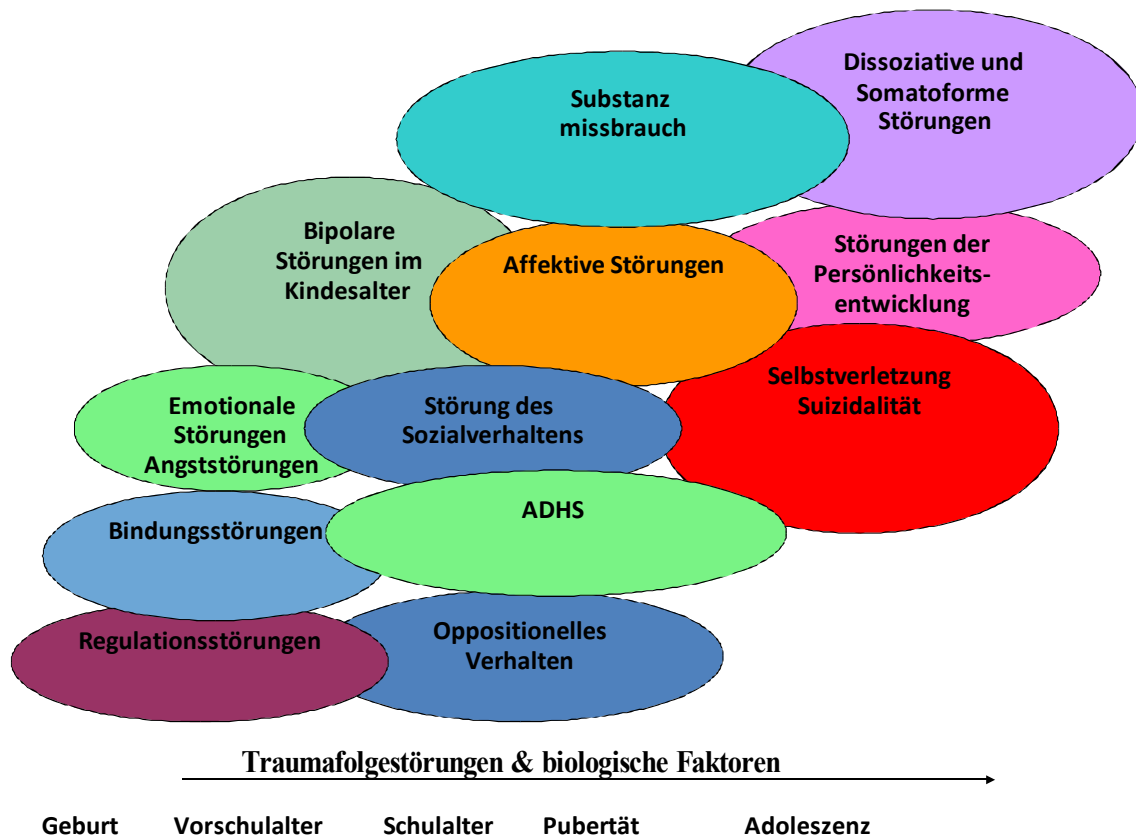 Dissoziative und
Somatoforme
Störungen
Substanz
missbrauch
Bipolare
Störungen im
Kindesalter
Affektive Störungen
Störungen der
Persönlichkeits-
entwicklung
Selbstverletzung
Suizidalität
Emotionale
Störungen
Angststörungen
Störung des
Sozialverhaltens
ADHS
Bindungsstörungen
Regulationsstörungen
Oppositionelles
Verhalten
Traumafolgestörungen & biologische Faktoren
Geburt Vorschulalter Schulalter Pubertät Adoleszenz